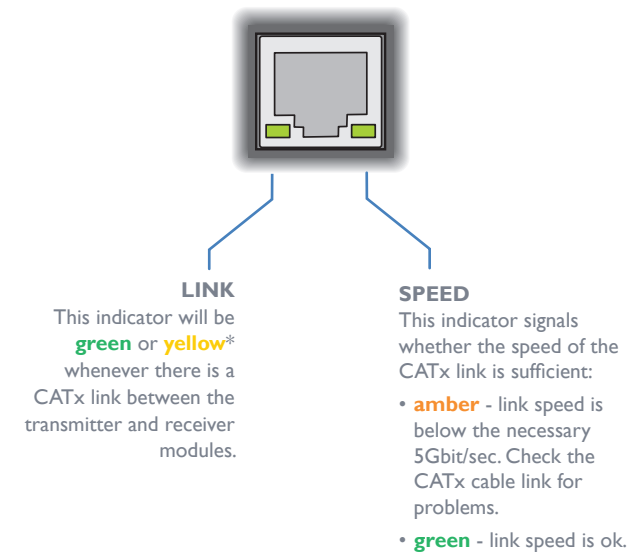 LINK
This indicator will be
green or yellow*
whenever there is a
CATx link between the
transmitter and receiver
modules.
SPEED
This indicator signals
whether the speed of the
CATx link is sufficient:
• amber - link speed is
below the necessary
5Gbit/sec. Check the
CATx cable link for
problems.
• green - link speed is ok.